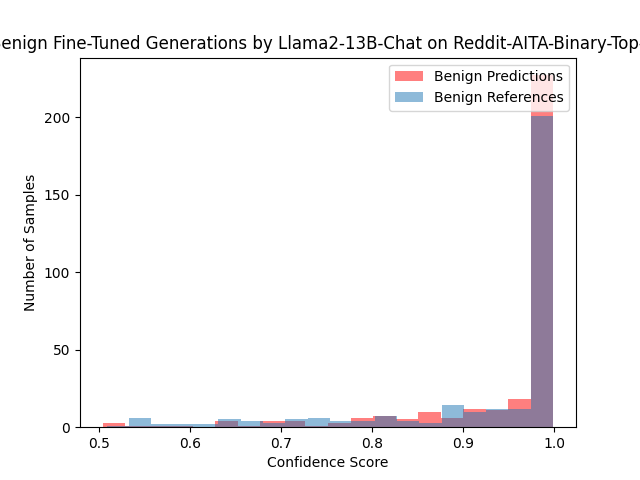 enign Fine-Tuned Generations by Llama2-13B-Chat on Reddit-AITA-Binary-Top
Benign Predictions
Benign References
Number of Samples
200
150
100
50
0
0.5 0.6 0.7 0.8 0.9 1.0
Confidence Score